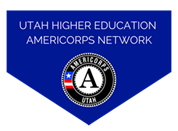 UTAH HIGHER EDUCATION
AMERICORPS NETWORK
AMERICORPS
A
UTAH